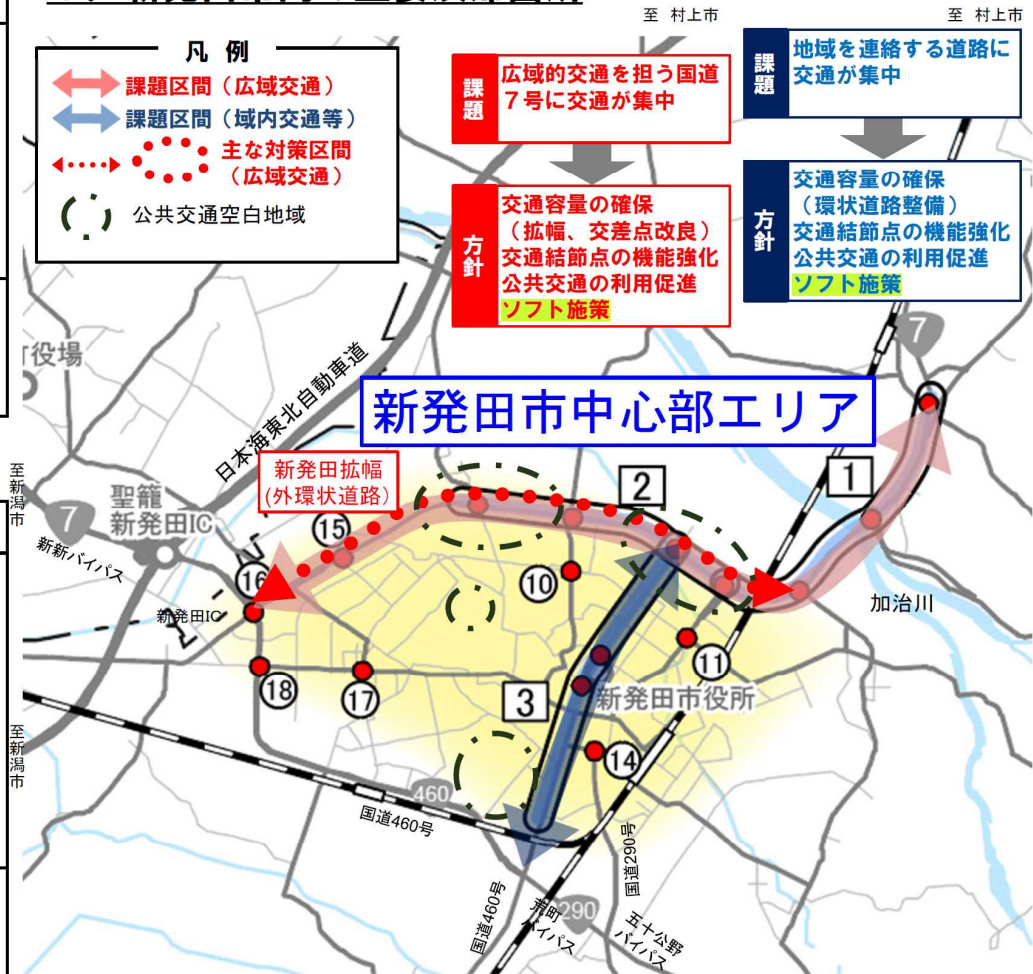 至 村上市
至 村上市
凡 例
課題区間（広域交通）
課題区間（域内交通等）
主な対策区間
（広域交通）
公共交通空白地域
課題
広域的交通を担う国道
７号に交通が集中
方針
交通容量の確保
（拡幅、交差点改良）
交通結節点の機能強化
公共交通の利用促進
ソフト施策
課題
地域を連絡する道路に
交通が集中
方針
交通容量の確保
（環状道路整備）
交通結節点の機能強化
公共交通の利用促進
ソフト施策
7
町役場
日本海東北自動車道
新発田市中心部エリア
新発田拡幅
(外環状道路)
至新潟市
7
聖籠
新発田IC
新新バイパス
新発田IC
1
2
3
⑩
⑪
⑭
⑮
⑯
⑰
⑱
加治川
新発田市役所
至新潟市
460
国道460号
国道460号
国道290号
290
荒町
バイパス
五十公野
バイパス